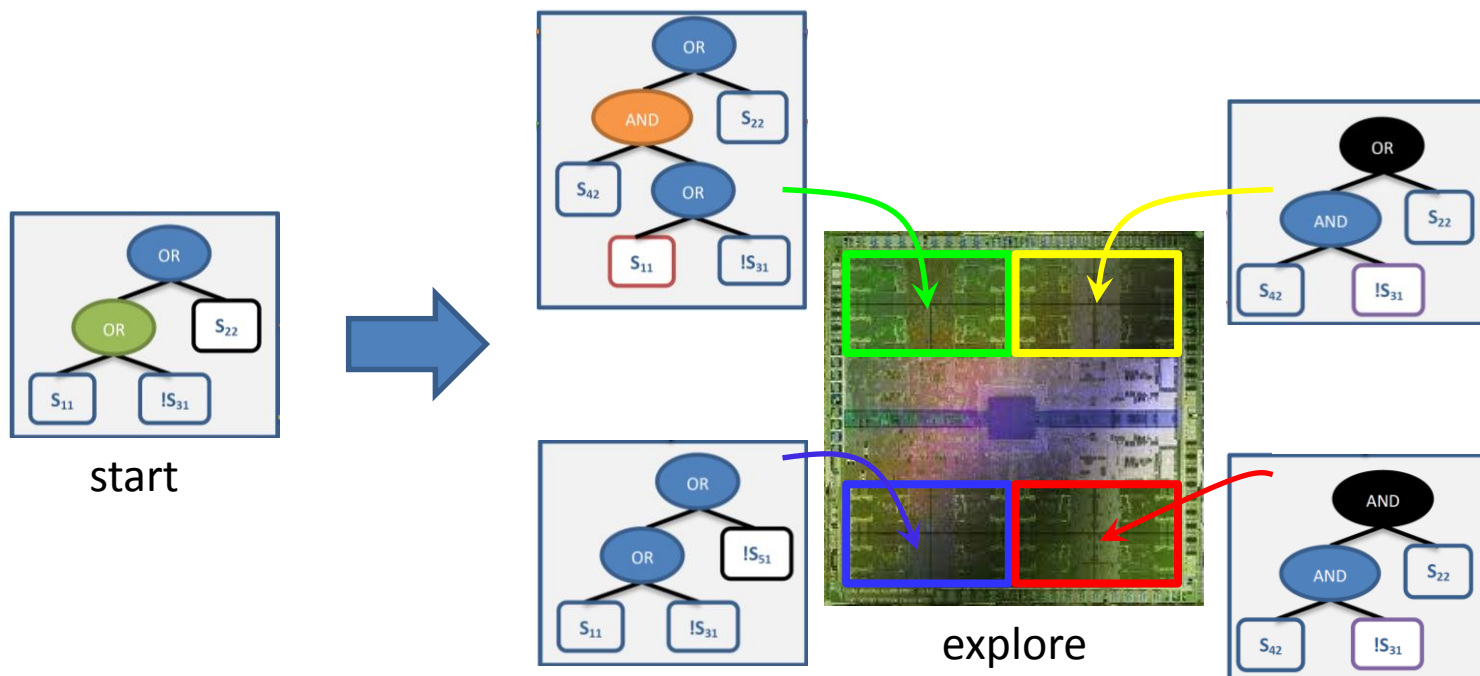 OR
OR
S₂₂
S₁₁
!S₃₁
start
OR
AND
S₂₂
S₄₂
OR
S₁₁
!S₃₁
OR
OR
!S₅₁
S₁₁
!S₃₁
explore
OR
AND
S₂₂
S₄₂
!S₃₁
AND
AND
S₂₂
S₄₂
!S₃₁